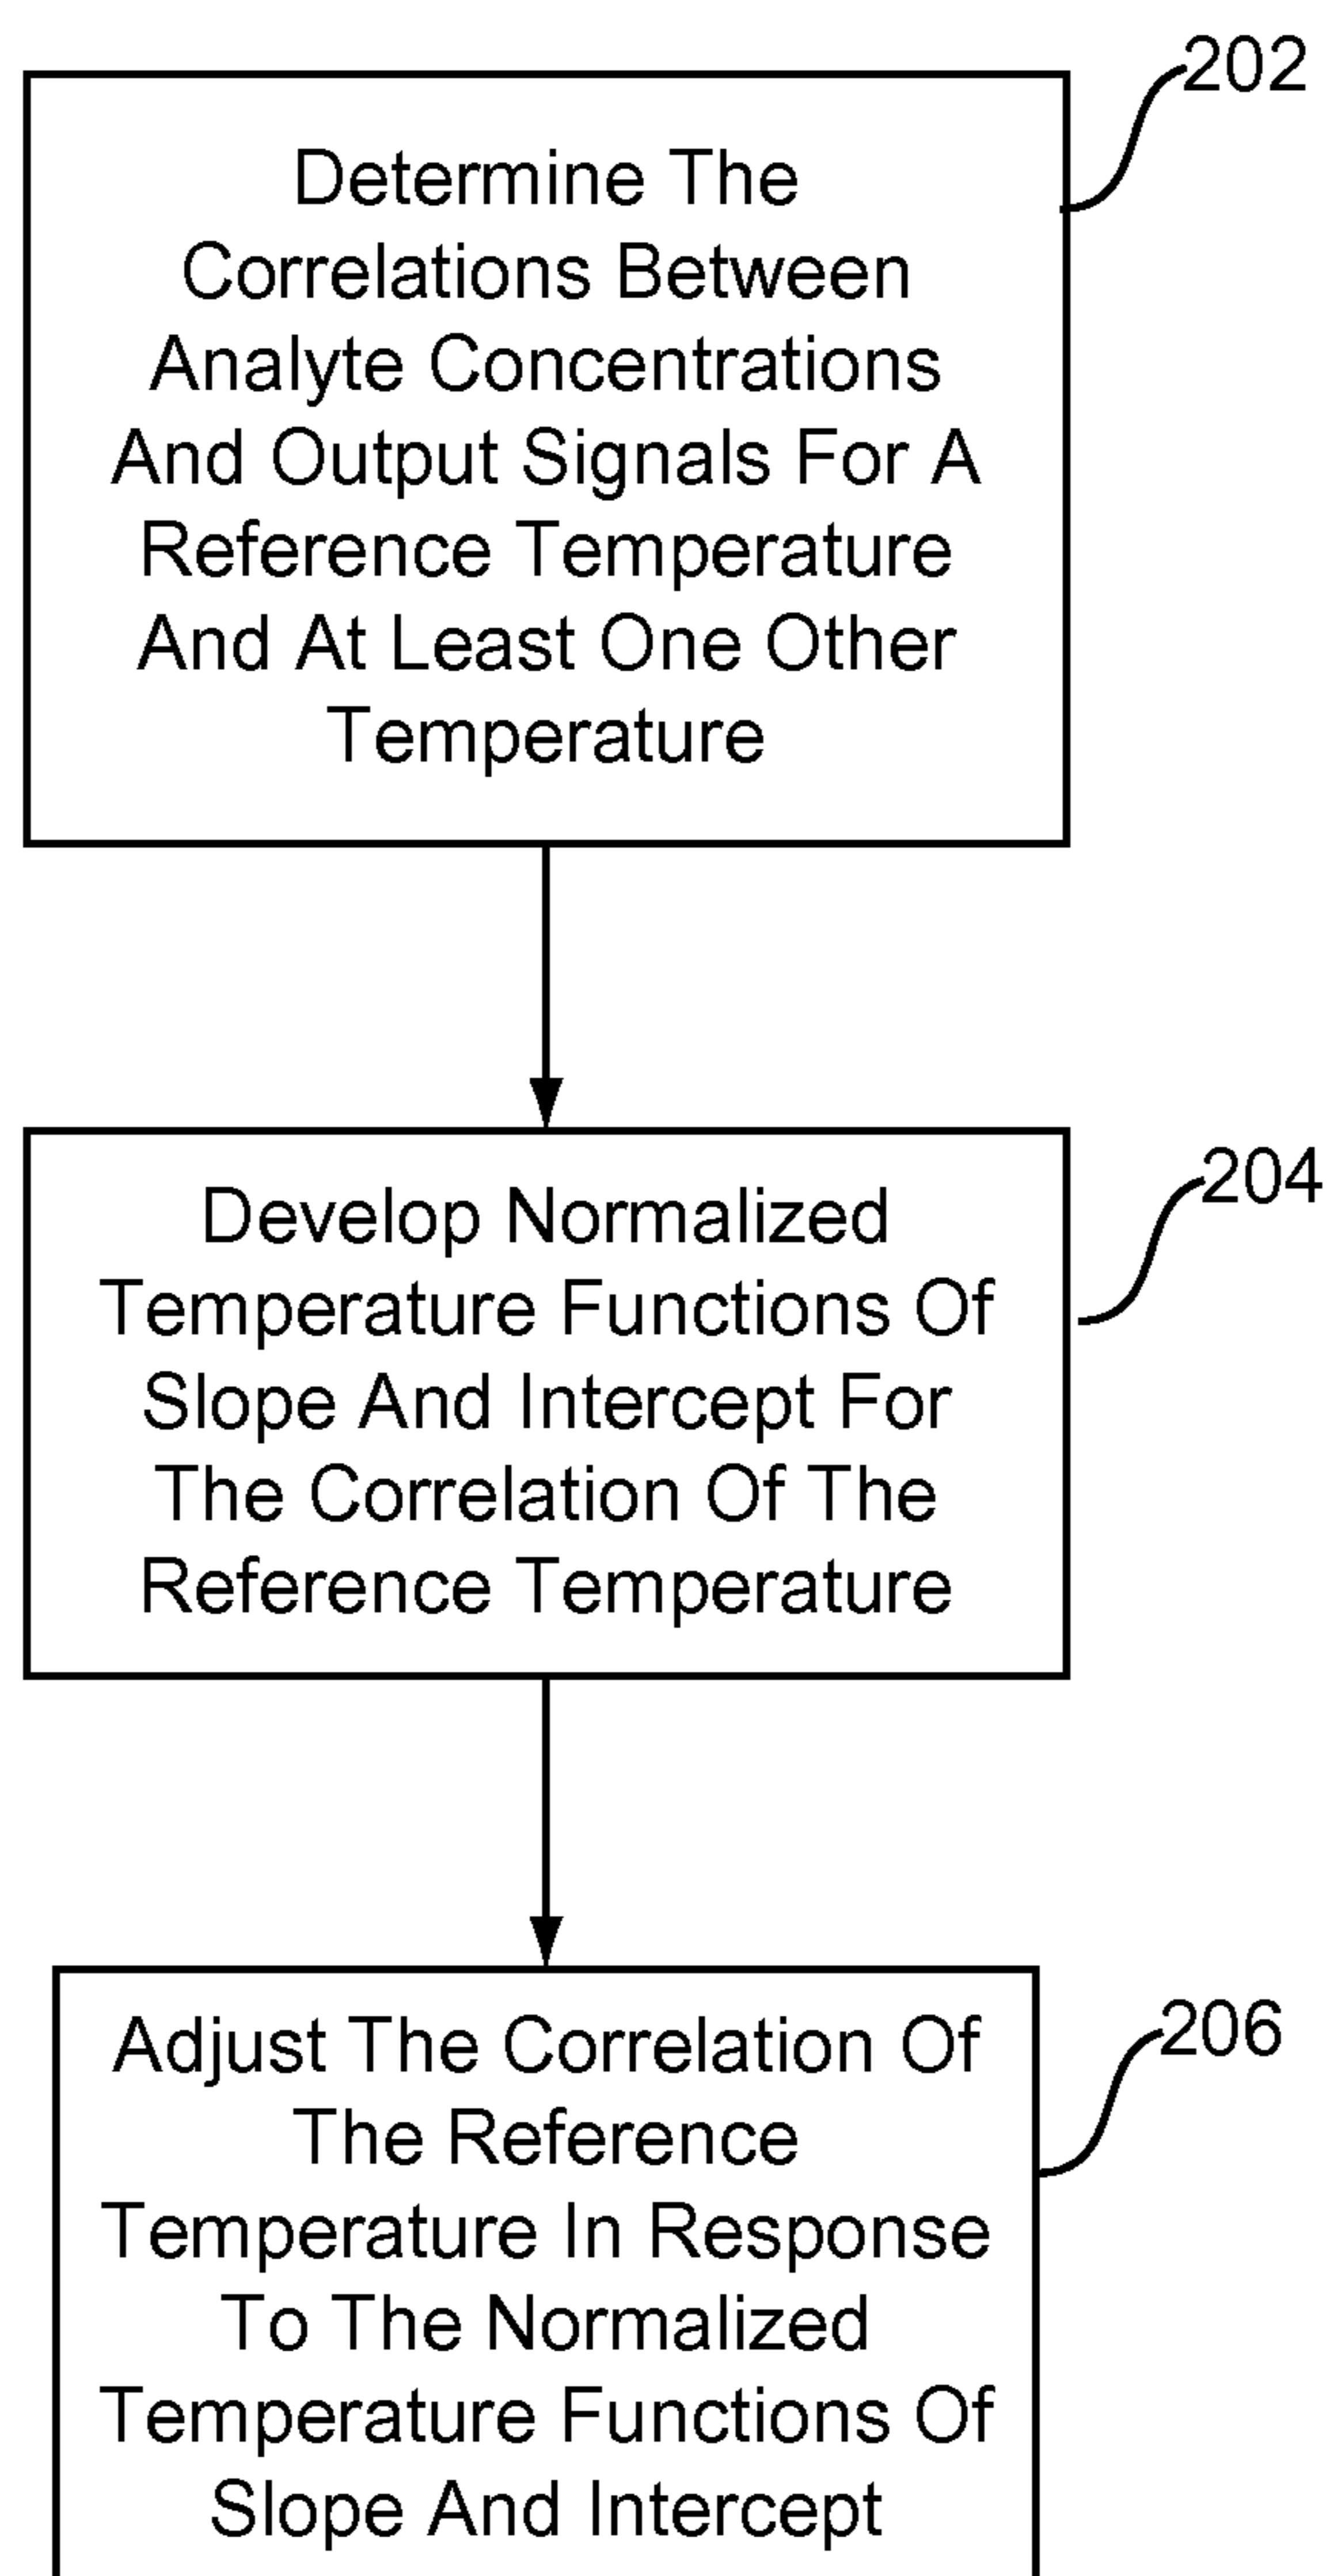 202
Determine The
Correlations Between
Analyte Concentrations
And Output Signals For A
Reference Temperature
And At Least One Other
Temperature
204
Develop Normalized
Temperature Functions Of
Slope And Intercept For
The Correlation Of The
Reference Temperature
206
Adjust The Correlation Of
The Reference
Temperature In Response
To The Normalized
Temperature Functions Of
Slope And Intercept